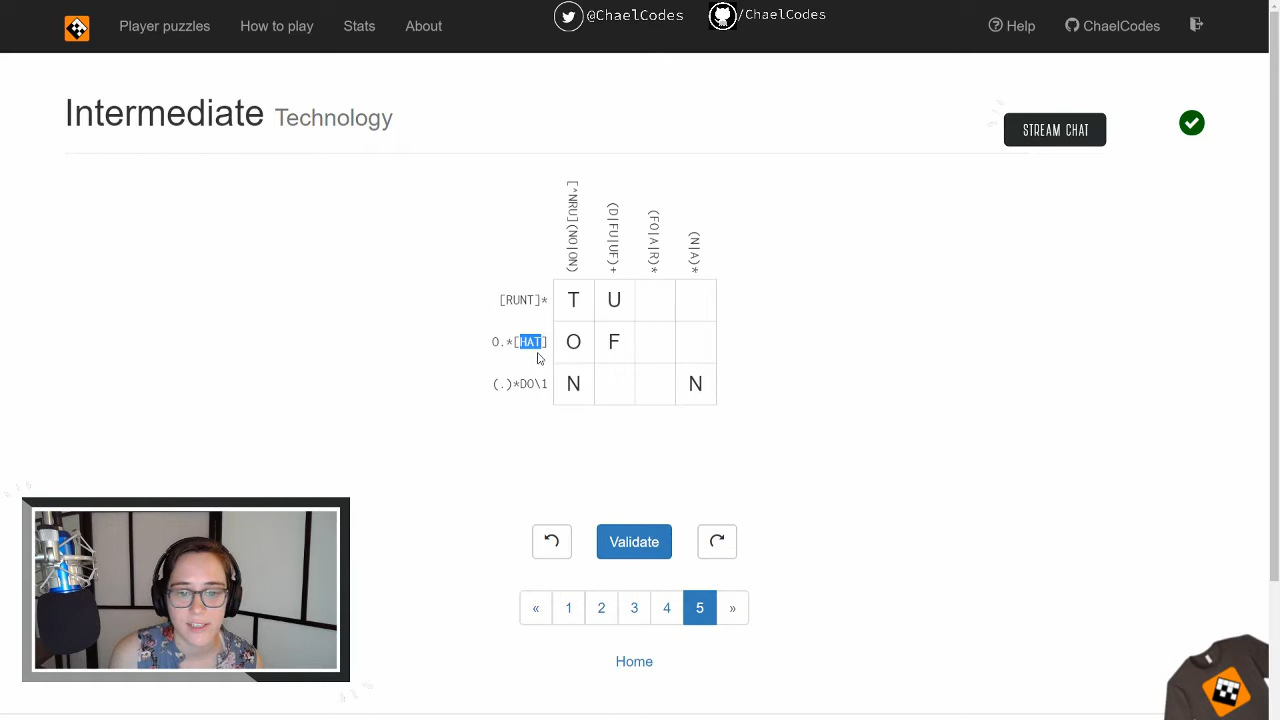 Player puzzles
How to play
Stats
About
@ChaelCodes
/ChaelCodes
Help
ChaelCodes
Intermediate Technology
STREAM CHAT
[^NRU](NO|ON)
(D|FU|UF)+
(FO|A|R)*
(N|A)*
[RUNT]*
T U
O.*[HAT]
O F
(.)*DO\1
N N
Validate
« 1 2 3 4 5 »
Home